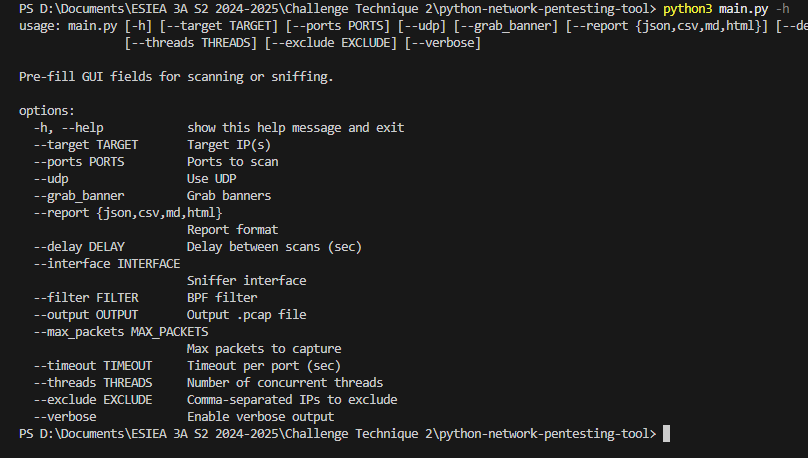 PS D:\Documents\ESIEA 3A S2 2024-2025\Challenge Technique 2\python-network-pentesting-tool> python3 main.py -h
usage: main.py [-h] [--target TARGET] [--ports PORTS] [--udp] [--grab_banner] [--report {json,csv,md,html}] [--de
[--threads THREADS] [--exclude EXCLUDE] [--verbose]
Pre-fill GUI fields for scanning or sniffing.
options:
-h, --help show this help message and exit
--target TARGET Target IP(s)
--ports PORTS Ports to scan
--udp Use UDP
--grab_banner Grab banners
--report {json,csv,md,html}
Report format
--delay DELAY Delay between scans (sec)
--interface INTERFACE
Sniffer interface
--filter FILTER BPF filter
--output OUTPUT Output .pcap file
--max_packets MAX_PACKETS
Max packets to capture
--timeout TIMEOUT Timeout per port (sec)
--threads THREADS Number of concurrent threads
--exclude EXCLUDE Comma-separated IPs to exclude
--verbose Enable verbose output
PS D:\Documents\ESIEA 3A S2 2024-2025\Challenge Technique 2\python-network-pentesting-tool>